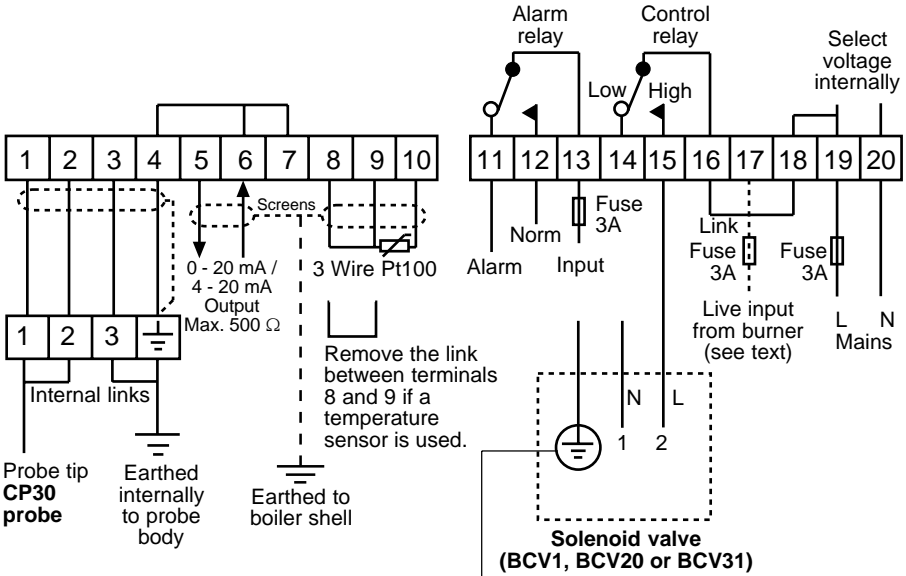 Alarm
relay
Control
relay
Select
voltage
internally
Low
High
1 2 3 4 5 6 7 8 9 10
11 12 13 14 15 16 17 18 19 20
Screens
0 - 20 mA /
4 - 20 mA
Output
Max. 500 Ω
3 Wire Pt100
Alarm
Norm
Fuse
3A
Input
Link
Fuse
3A
Live input
from burner
(see text)
Fuse
3A
L N
Mains
1 2 3
Internal links
Remove the link
between terminals
8 and 9 if a
temperature
sensor is used.
Probe tip
CP30
probe
Earthed
internally
to probe
body
Earthed to
boiler shell
N L
1 2
Solenoid valve
(BCV1, BCV20 or BCV31)